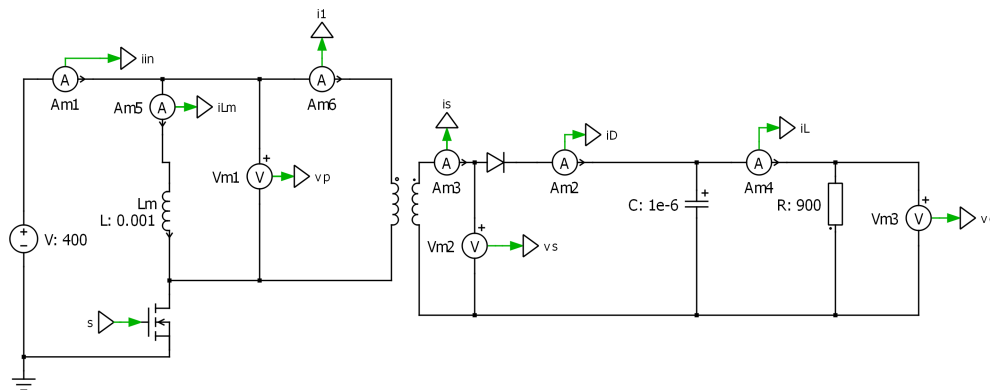 i1
iin
A
Am1
Am5
A
iLm
A
Am6
is
iD
iL
Vm1
+
V
vp
A
Am3
A
Am2
A
Am4
Lm
L: 0.001
C: 1e-6
+
R: 900
+
Vm3
V
v
+
−
V: 400
+
Vm2
V
vs
s